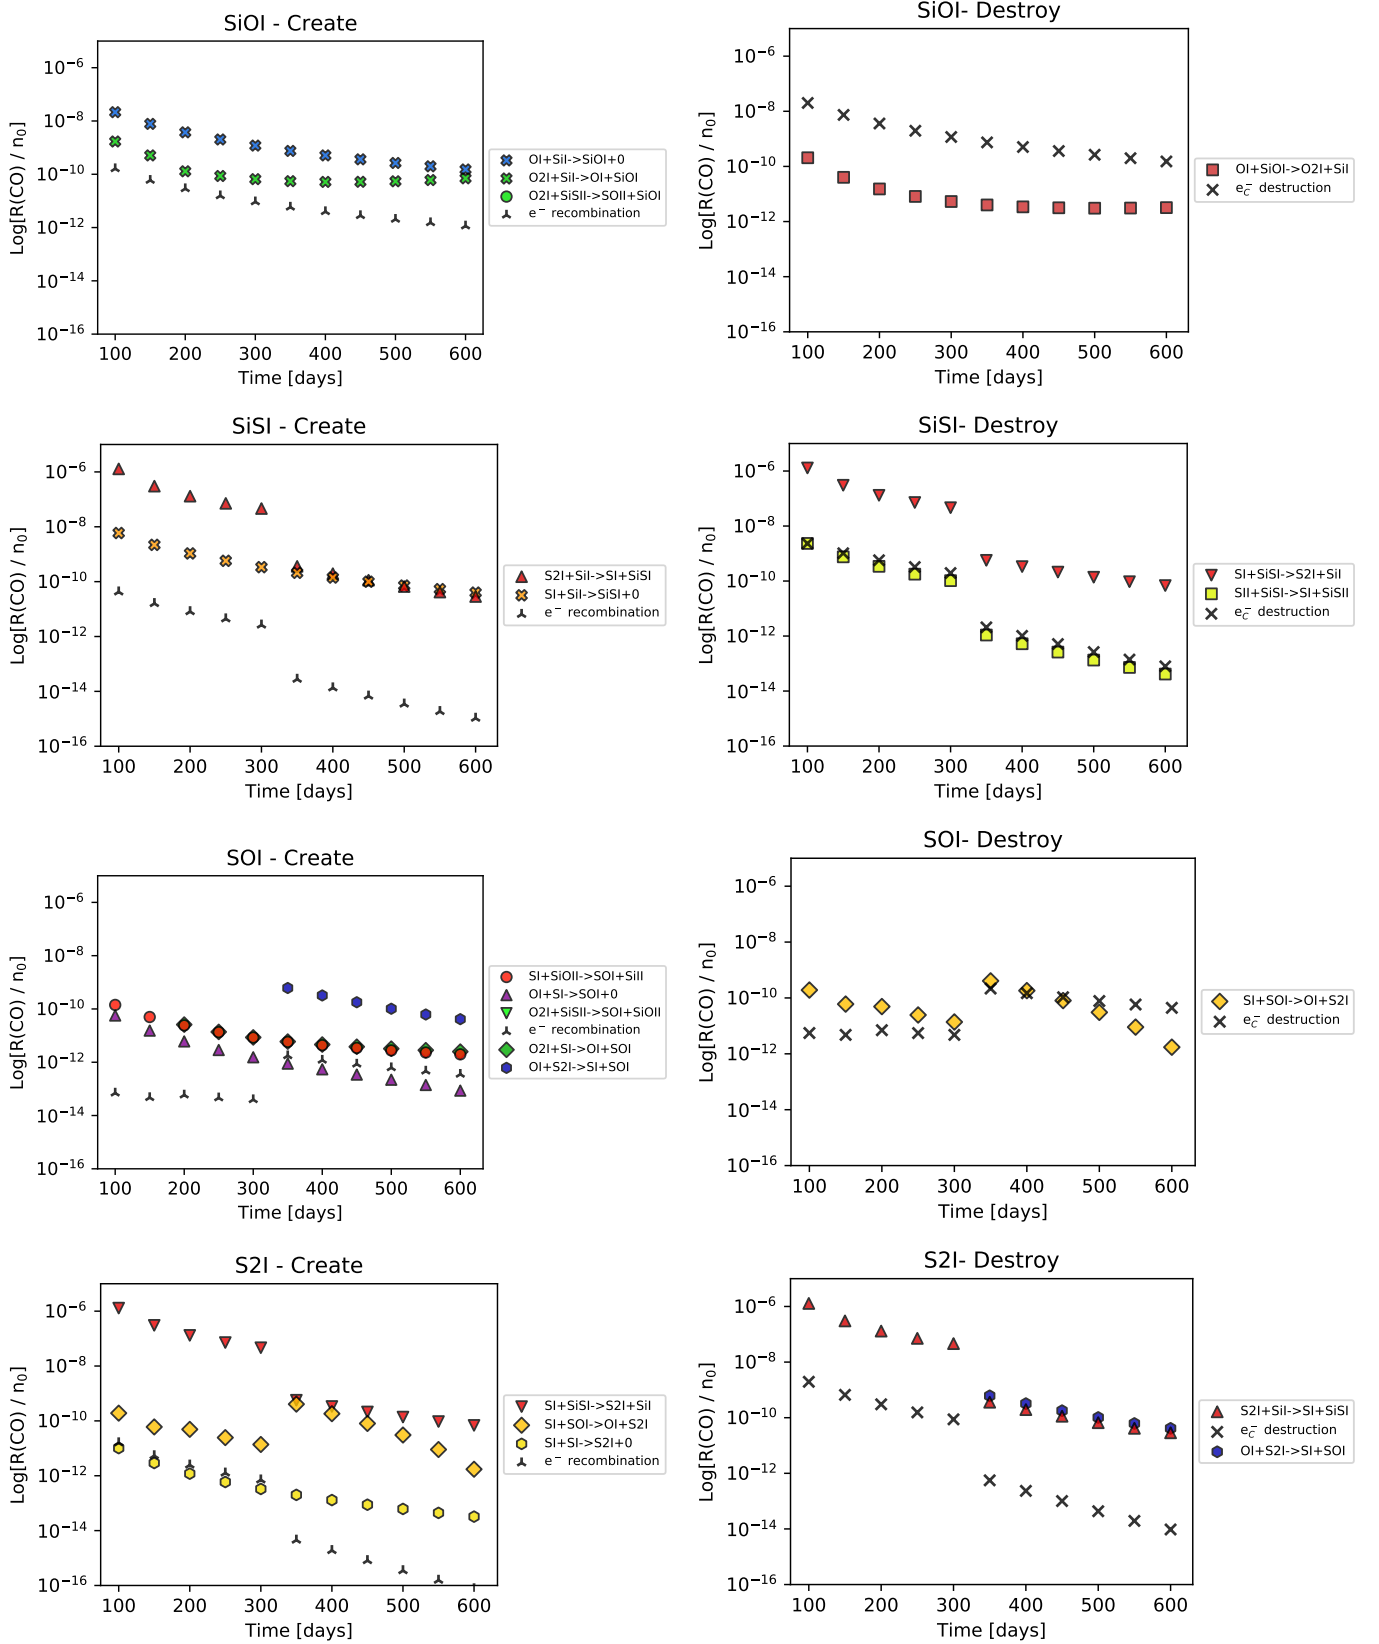 SiOI - Create
Log[R(CO) / n₀]
10⁻⁶
10⁻⁸
10⁻¹⁰
10⁻¹²
10⁻¹⁴
10⁻¹⁶
100 200 300 400 500 600
Time [days]
OI+SiI->SiOI+0
O2I+SiI->OI+SiOI
O2I+SiSII->SOII+SiOI
e⁻ recombination
SiOI- Destroy
Log[R(CO) / n₀]
10⁻⁶
10⁻⁸
10⁻¹⁰
10⁻¹²
10⁻¹⁴
10⁻¹⁶
100 200 300 400 500 600
Time [days]
OI+SiOI->O2I+SiI
e⁻_C destruction
SiSI - Create
Log[R(CO) / n₀]
10⁻⁶
10⁻⁸
10⁻¹⁰
10⁻¹²
10⁻¹⁴
10⁻¹⁶
100 200 300 400 500 600
Time [days]
S2I+SiI->SI+SiSI
SI+SiI->SiSI+0
e⁻ recombination
SiSI- Destroy
Log[R(CO) / n₀]
10⁻⁶
10⁻⁸
10⁻¹⁰
10⁻¹²
10⁻¹⁴
10⁻¹⁶
100 200 300 400 500 600
Time [days]
SI+SiSI->S2I+SiI
SII+SiSI->SI+SiSII
e⁻_C destruction
SOI - Create
Log[R(CO) / n₀]
10⁻⁶
10⁻⁸
10⁻¹⁰
10⁻¹²
10⁻¹⁴
10⁻¹⁶
100 200 300 400 500 600
Time [days]
SI+SiOII->SOI+SiII
OI+SI->SOI+0
O2I+SiSII->SOI+SiOII
e⁻ recombination
O2I+SI->OI+SOI
OI+S2I->SI+SOI
SOI- Destroy
Log[R(CO) / n₀]
10⁻⁶
10⁻⁸
10⁻¹⁰
10⁻¹²
10⁻¹⁴
10⁻¹⁶
100 200 300 400 500 600
Time [days]
SI+SOI->OI+S2I
e⁻_C destruction
S2I - Create
Log[R(CO) / n₀]
10⁻⁶
10⁻⁸
10⁻¹⁰
10⁻¹²
10⁻¹⁴
10⁻¹⁶
100 200 300 400 500 600
Time [days]
SI+SiSI->S2I+SiI
SI+SOI->OI+S2I
SI+SI->S2I+0
e⁻ recombination
S2I- Destroy
Log[R(CO) / n₀]
10⁻⁶
10⁻⁸
10⁻¹⁰
10⁻¹²
10⁻¹⁴
10⁻¹⁶
100 200 300 400 500 600
Time [days]
S2I+SiI->SI+SiSI
e⁻_C destruction
OI+S2I->SI+SOI